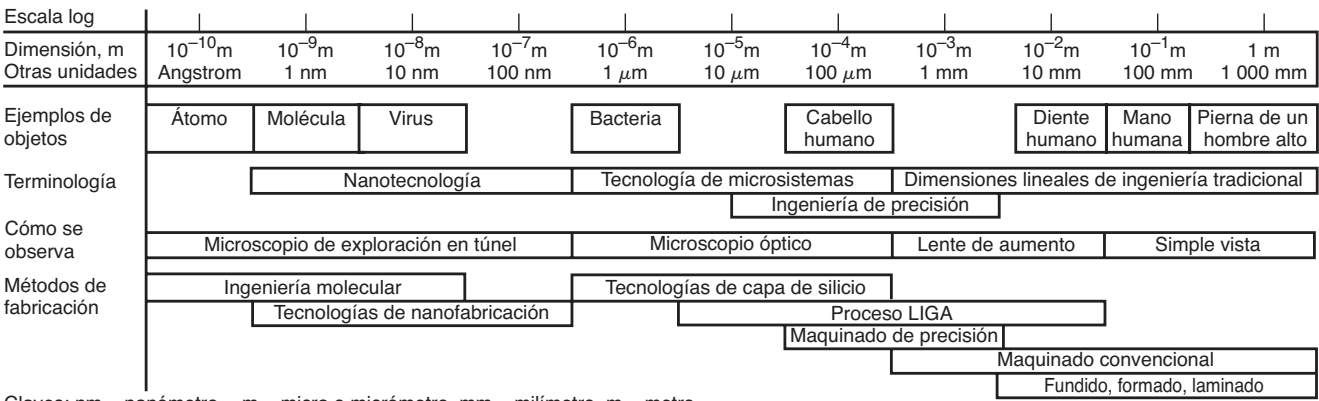 Escala log
Dimensión, m 10⁻¹⁰m 10⁻⁹m 10⁻⁸m 10⁻⁷m 10⁻⁶m 10⁻⁵m 10⁻⁴m 10⁻³m 10⁻²m 10⁻¹m 1 m
Otras unidades Angstrom 1 nm 10 nm 100 nm 1 μm 10 μm 100 μm 1 mm 10 mm 100 mm 1 000 mm
Ejemplos de Átomo Molécula Virus Bacteria Cabello Diente Mano Pierna de un
objetos humano humano humana hombre alto
Terminología Nanotecnología Tecnología de microsistemas Dimensiones lineales de ingeniería tradicional
Ingeniería de precisión
Cómo se
observa Microscopio de exploración en túnel Microscopio óptico Lente de aumento Simple vista
Métodos de Ingeniería molecular Tecnologías de capa de silicio
fabricación Tecnologías de nanofabricación Proceso LIGA
Maquinado de precisión
Maquinado convencional
Fundido, formado, laminado